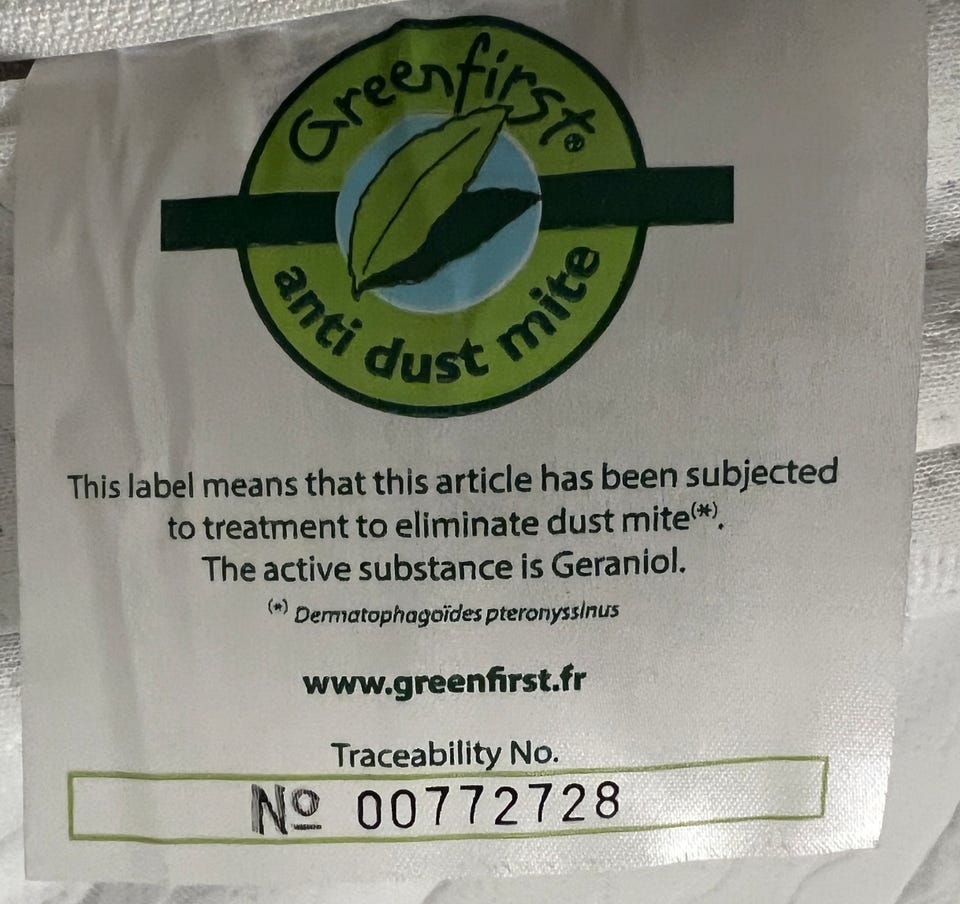 Greenfirst®
anti dust mite
This label means that this article has been subjected
to treatment to eliminate dust mite(*).
The active substance is Geraniol.
(*) Dermatophagoïdes pteronyssinus
www.greenfirst.fr
Traceability No.
Nº 00772728